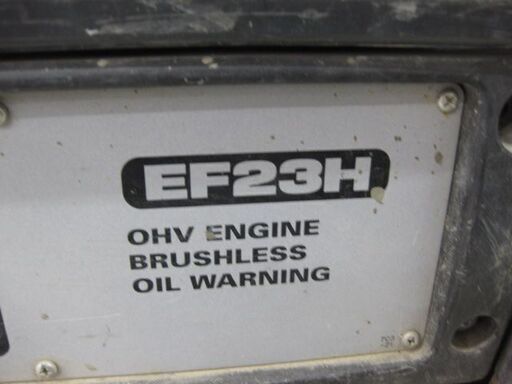 EF23H
OHV ENGINE
BRUSHLESS
OIL WARNING